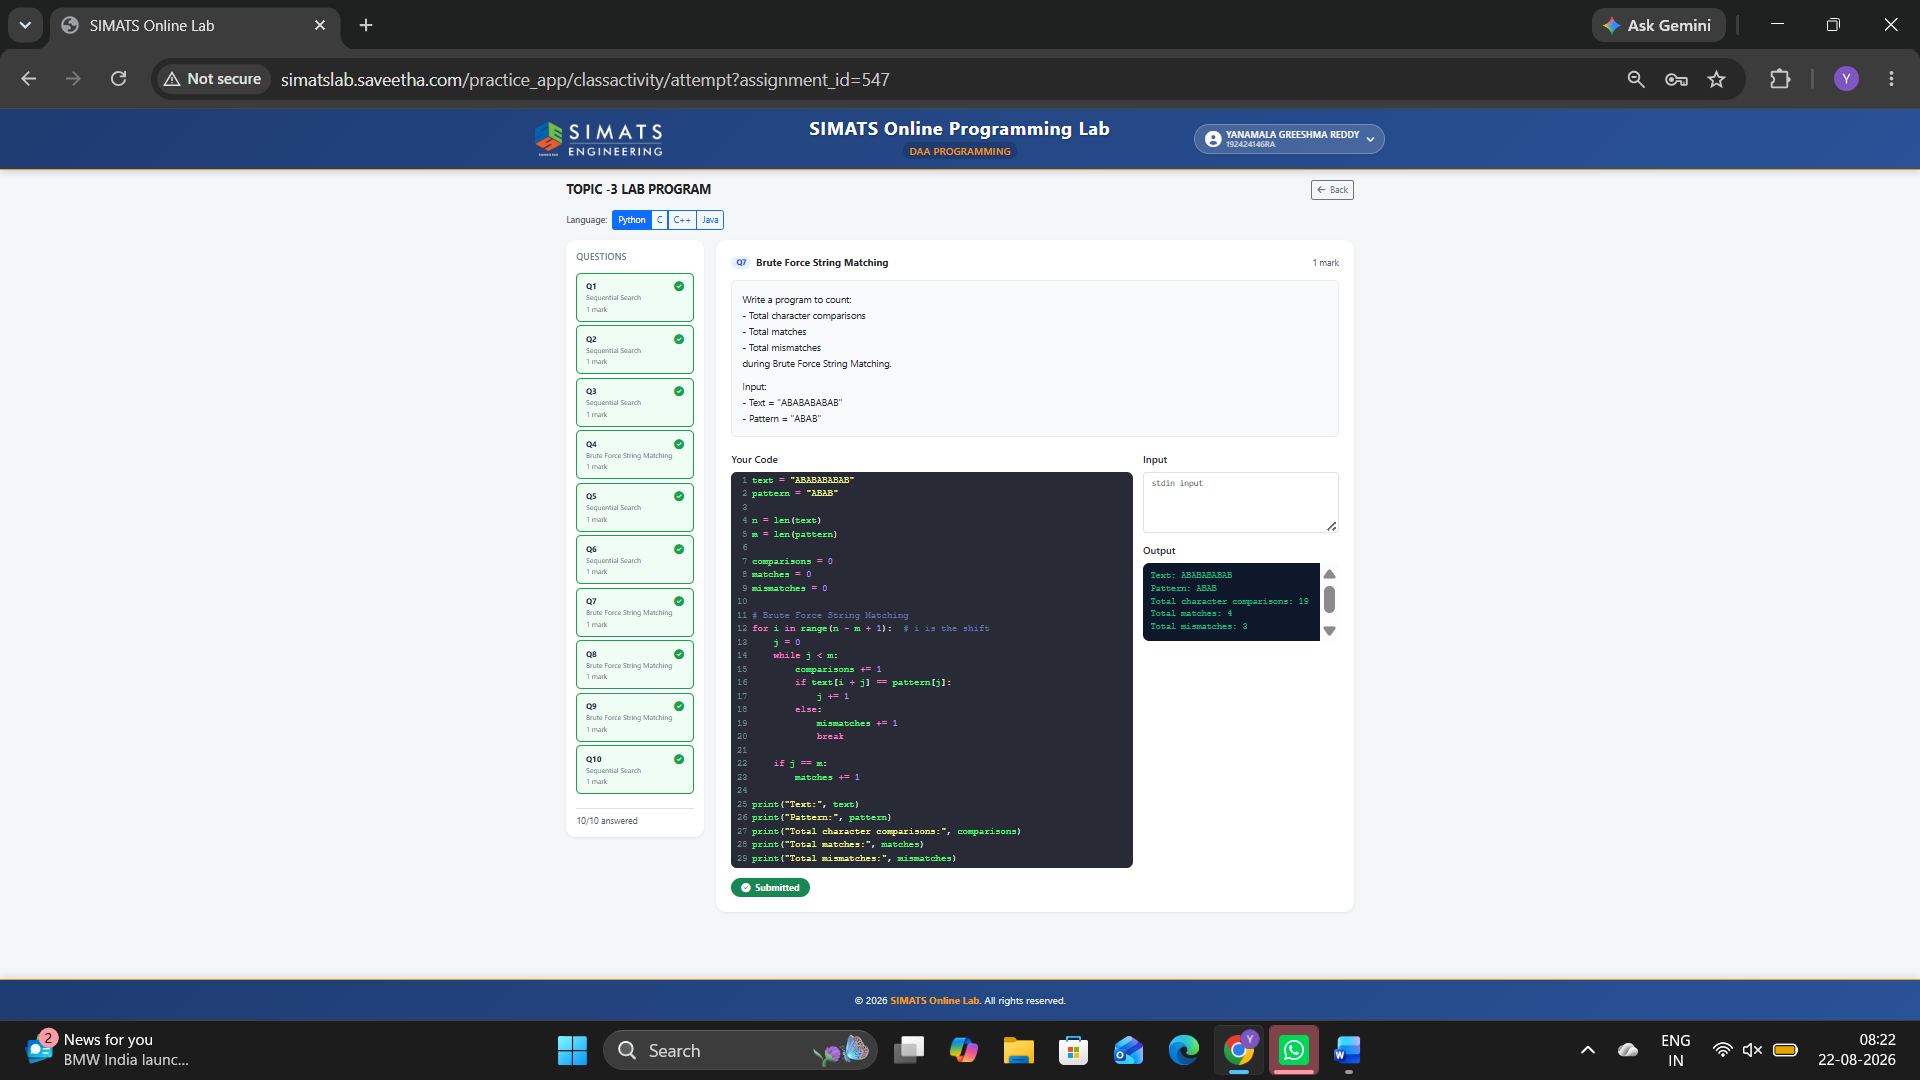 SIMATS Online Lab
Ask Gemini
Not secure
simatslab.saveetha.com/practice_app/classactivity/attempt?assignment_id=547
Y
SIMATS
ENGINEERING
SIMATS Online Programming Lab
DAA PROGRAMMING
YANAMALA GREESHMA REDDY
192424146RA
TOPIC -3 LAB PROGRAM
← Back
Language: Python C C++ Java
QUESTIONS
Q1
Sequential Search
1 mark
Q2
Sequential Search
1 mark
Q3
Sequential Search
1 mark
Q4
Brute Force String Matching
1 mark
Q5
Sequential Search
1 mark
Q6
Sequential Search
1 mark
Q7
Brute Force String Matching
1 mark
Q8
Brute Force String Matching
1 mark
Q9
Brute Force String Matching
1 mark
Q10
Sequential Search
1 mark
10/10 answered
Q7 Brute Force String Matching 1 mark
Write a program to count:
- Total character comparisons
- Total matches
- Total mismatches
during Brute Force String Matching.
Input:
- Text = "ABABABABAB"
- Pattern = "ABAB"
Your Code
1 text = "ABABABABAB"
2 pattern = "ABAB"
3
4 n = len(text)
5 m = len(pattern)
6
7 comparisons = 0
8 matches = 0
9 mismatches = 0
10
11 # Brute Force String Matching
12 for i in range(n - m + 1):  # i is the shift
13     j = 0
14     while j < m:
15         comparisons += 1
16         if text[i + j] == pattern[j]:
17             j += 1
18         else:
19             mismatches += 1
20             break
21
22     if j == m:
23         matches += 1
24
25 print("Text:", text)
26 print("Pattern:", pattern)
27 print("Total character comparisons:", comparisons)
28 print("Total matches:", matches)
29 print("Total mismatches:", mismatches)
Submitted
Input
stdin input
Output
Text: ABABABABAB
Pattern: ABAB
Total character comparisons: 19
Total matches: 4
Total mismatches: 3
© 2026 SIMATS Online Lab. All rights reserved.
2
News for you
BMW India launc...
Search
ENG
IN
08:22
22-08-2026